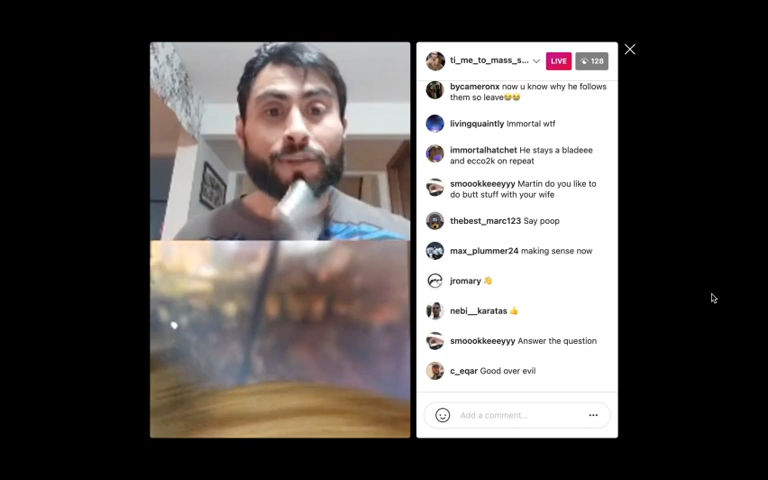 ti_me_to_mass_s...
LIVE
128
bycameronx now u know why he follows
them so leave😂😂
livingquaintly Immortal wtf
immortalhatchet He stays a bladeee
and ecco2k on repeat
smoookkeeeyyy Martin do you like to
do butt stuff with your wife
thebest_marc123 Say poop
max_plummer24 making sense now
jromary 👋
nebi__karatas 👍
smoookkeeeyyy Answer the question
c_eqar Good over evil
Add a comment...